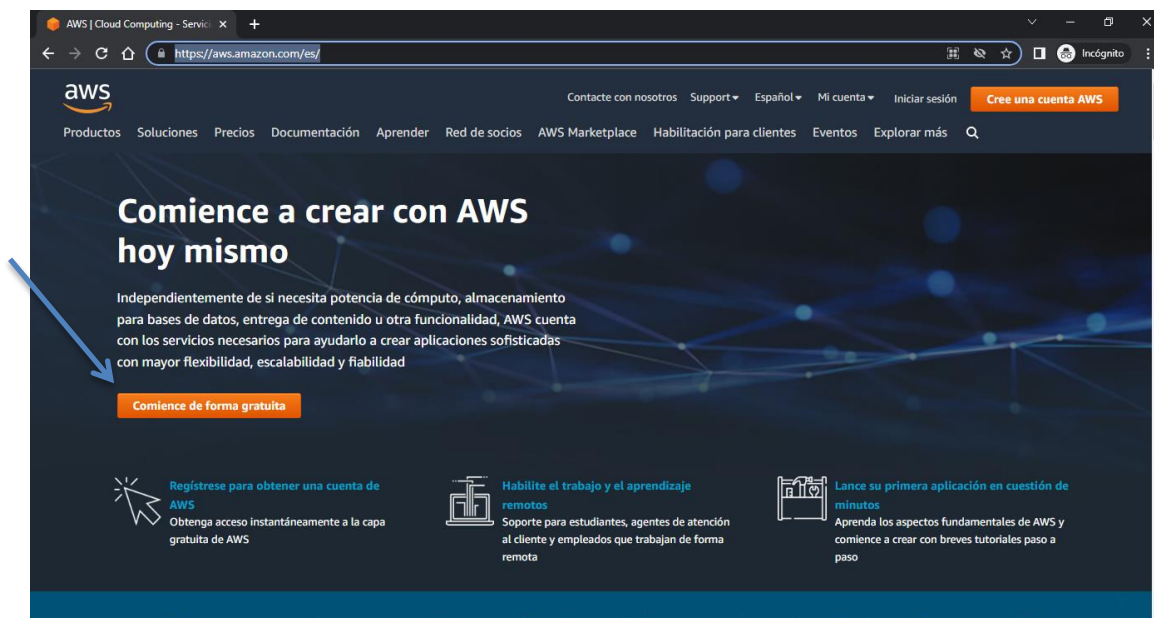 AWS | Cloud Computing - Servici
https://aws.amazon.com/es/
Incógnito
aws
Contacte con nosotros Support Español Mi cuenta Iniciar sesión Cree una cuenta AWS
Productos Soluciones Precios Documentación Aprender Red de socios AWS Marketplace Habilitación para clientes Eventos Explorar más
Comience a crear con AWS
hoy mismo
Independientemente de si necesita potencia de cómputo, almacenamiento
para bases de datos, entrega de contenido u otra funcionalidad, AWS cuenta
con los servicios necesarios para ayudarlo a crear aplicaciones sofisticadas
con mayor flexibilidad, escalabilidad y fiabilidad
Comience de forma gratuita
Regístrese para obtener una cuenta de
AWS
Obtenga acceso instantáneamente a la capa
gratuita de AWS
Habilite el trabajo y el aprendizaje
remotos
Soporte para estudiantes, agentes de atención
al cliente y empleados que trabajan de forma
remota
Lance su primera aplicación en cuestión de
minutos
Aprenda los aspectos fundamentales de AWS y
comience a crear con breves tutoriales paso a
paso